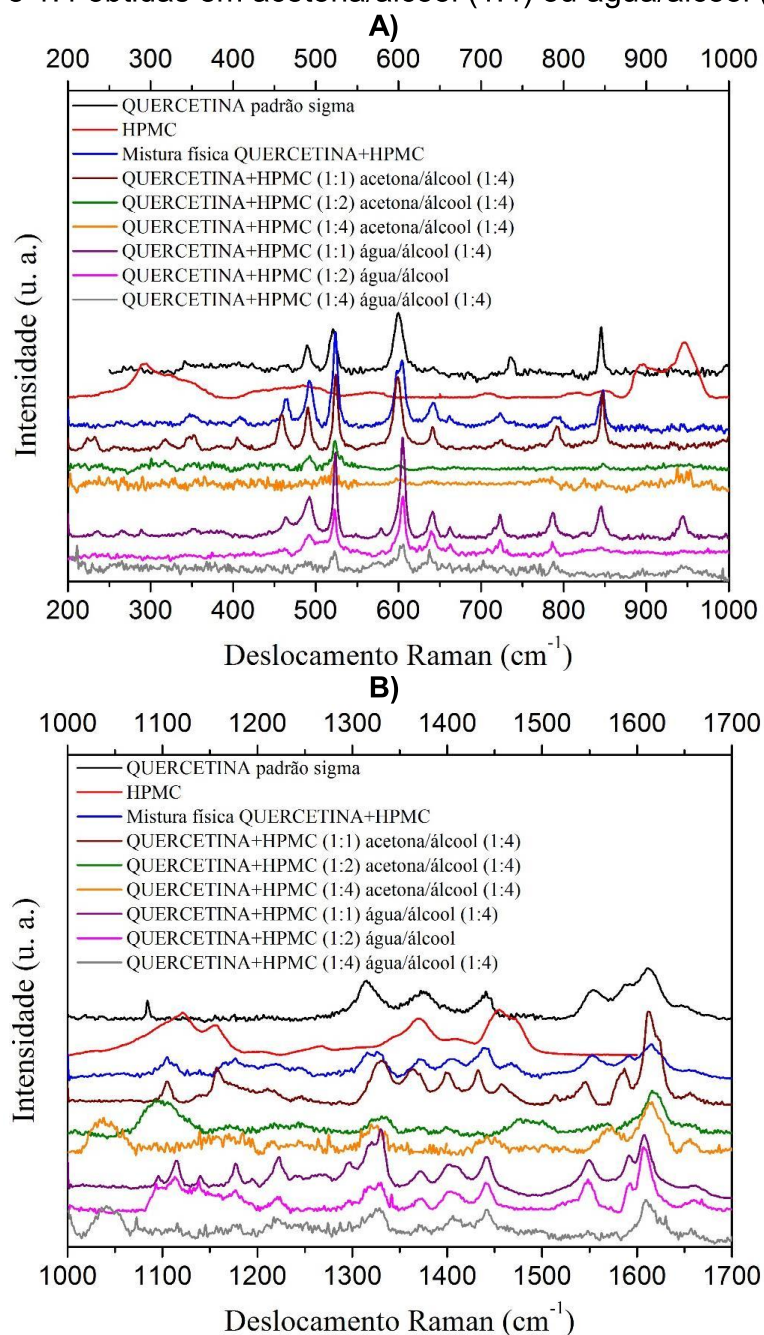 A)
200 300 400 500 600 700 800 900 1000
QUERCETINA padrão sigma
HPMC
Mistura física QUERCETINA+HPMC
QUERCETINA+HPMC (1:1) acetona/álcool (1:4)
QUERCETINA+HPMC (1:2) acetona/álcool (1:4)
QUERCETINA+HPMC (1:4) acetona/álcool (1:4)
QUERCETINA+HPMC (1:1) água/álcool (1:4)
QUERCETINA+HPMC (1:2) água/álcool
QUERCETINA+HPMC (1:4) água/álcool (1:4)
Intensidade (u. a.)
200 300 400 500 600 700 800 900 1000
Deslocamento Raman (cm⁻¹)
B)
1000 1100 1200 1300 1400 1500 1600 1700
QUERCETINA padrão sigma
HPMC
Mistura física QUERCETINA+HPMC
QUERCETINA+HPMC (1:1) acetona/álcool (1:4)
QUERCETINA+HPMC (1:2) acetona/álcool (1:4)
QUERCETINA+HPMC (1:4) acetona/álcool (1:4)
QUERCETINA+HPMC (1:1) água/álcool (1:4)
QUERCETINA+HPMC (1:2) água/álcool
QUERCETINA+HPMC (1:4) água/álcool (1:4)
Intensidade (u. a.)
1000 1100 1200 1300 1400 1500 1600 1700
Deslocamento Raman (cm⁻¹)